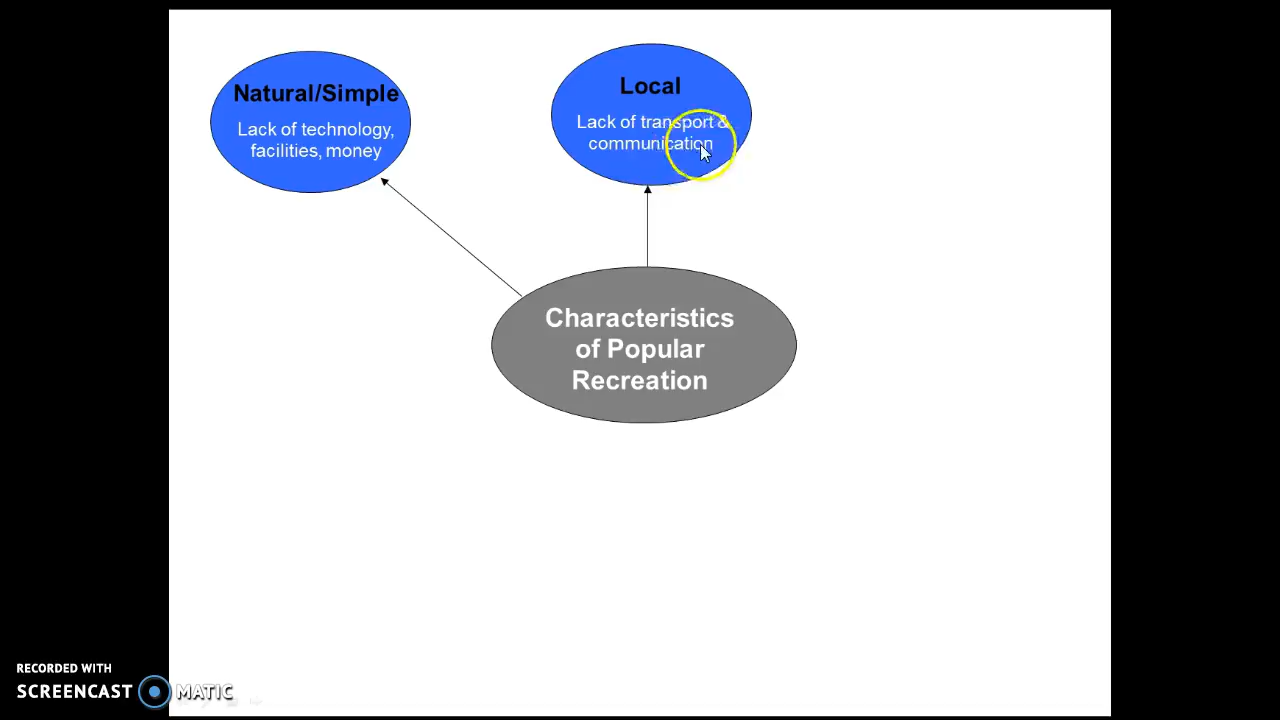 Natural/Simple
Lack of technology,
facilities, money
Local
Lack of transport &
communication
Characteristics
of Popular
Recreation
RECORDED WITH
SCREENCAST MATIC